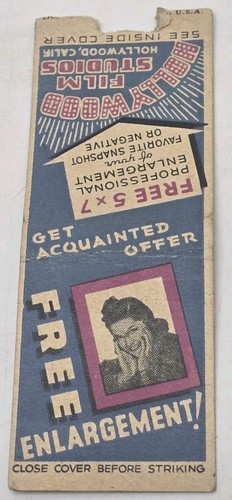 GET
ACQUAINTED
OFFER
FREE
ENLARGEMENT!
CLOSE COVER BEFORE STRIKING
FREE 5 x 7
PROFESSIONAL
ENLARGEMENT
of your
FAVORITE SNAPSHOT
OR NEGATIVE
HOLLYWOOD
FILM
STUDIOS
HOLLYWOOD, CALIF.
SEE INSIDE COVER
U.S.A.